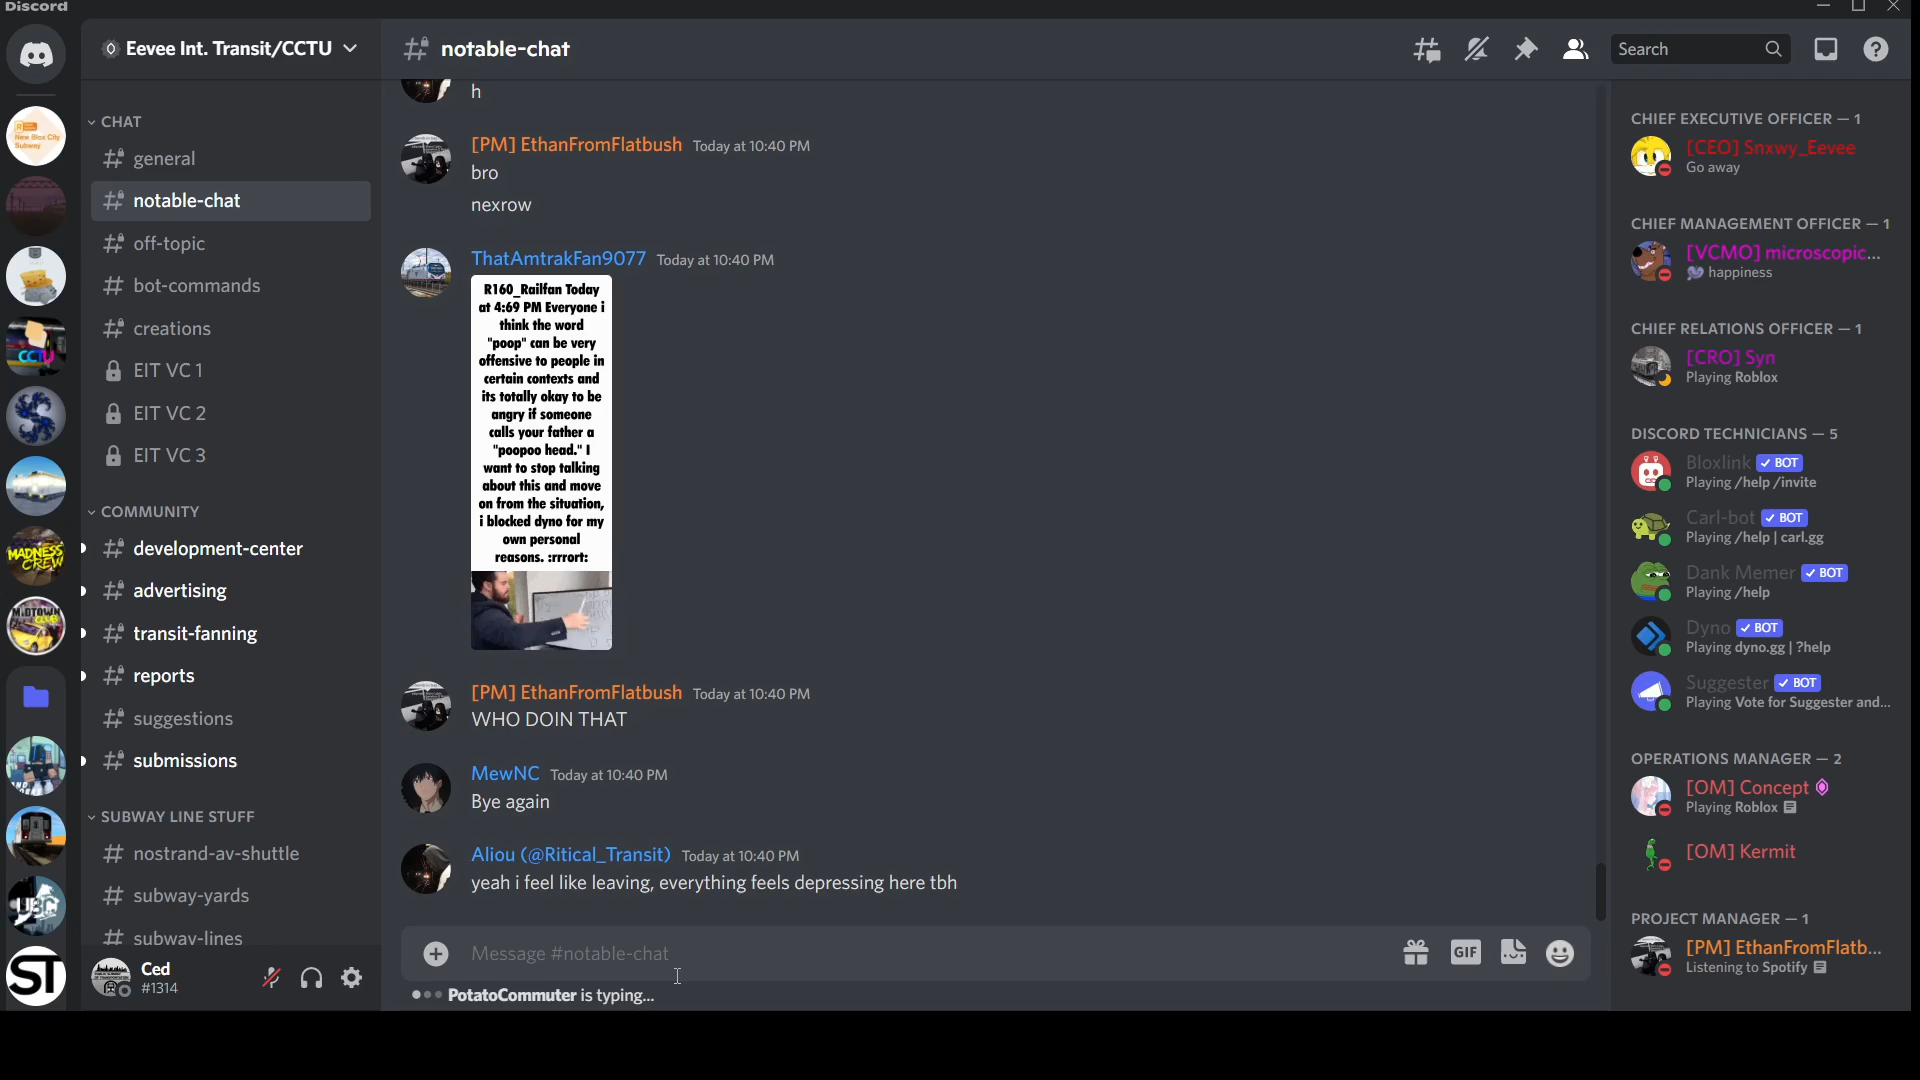 Discord
Eevee Int. Transit/CCTU
CHAT
general
notable-chat
off-topic
bot-commands
creations
EIT VC 1
EIT VC 2
EIT VC 3
COMMUNITY
development-center
advertising
transit-fanning
reports
suggestions
submissions
SUBWAY LINE STUFF
nostrand-av-shuttle
subway-yards
subway-lines
Ced
#1314
New Blox City
Subway
CCTU
MADNESS
CREW
MIDTOWN
CLUB
UBC
ST
notable-chat
Search
h
[PM] EthanFromFlatbush Today at 10:40 PM
bro
nexrow
ThatAmtrakFan9077 Today at 10:40 PM
R160_Railfan Today
at 4:69 PM Everyone i
think the word
"poop" can be very
offensive to people in
certain contexts and
its totally okay to be
angry if someone
calls your father a
"poopoo head." I
want to stop talking
about this and move
on from the situation,
i blocked dyno for my
own personal
reasons. :rrrort:
[PM] EthanFromFlatbush Today at 10:40 PM
WHO DOIN THAT
MewNC Today at 10:40 PM
Bye again
Aliou (@Ritical_Transit) Today at 10:40 PM
yeah i feel like leaving, everything feels depressing here tbh
Message #notable-chat
GIF
PotatoCommuter is typing...
CHIEF EXECUTIVE OFFICER — 1
[CEO] Snxwy_Eevee
Go away
CHIEF MANAGEMENT OFFICER — 1
[VCMO] microscopic...
happiness
CHIEF RELATIONS OFFICER — 1
[CRO] Syn
Playing Roblox
DISCORD TECHNICIANS — 5
Bloxlink BOT
Playing /help /invite
Carl-bot BOT
Playing /help | carl.gg
Dank Memer BOT
Playing /help
Dyno BOT
Playing dyno.gg | ?help
Suggester BOT
Playing Vote for Suggester and...
OPERATIONS MANAGER — 2
[OM] Concept
Playing Roblox
[OM] Kermit
PROJECT MANAGER — 1
[PM] EthanFromFlatb...
Listening to Spotify